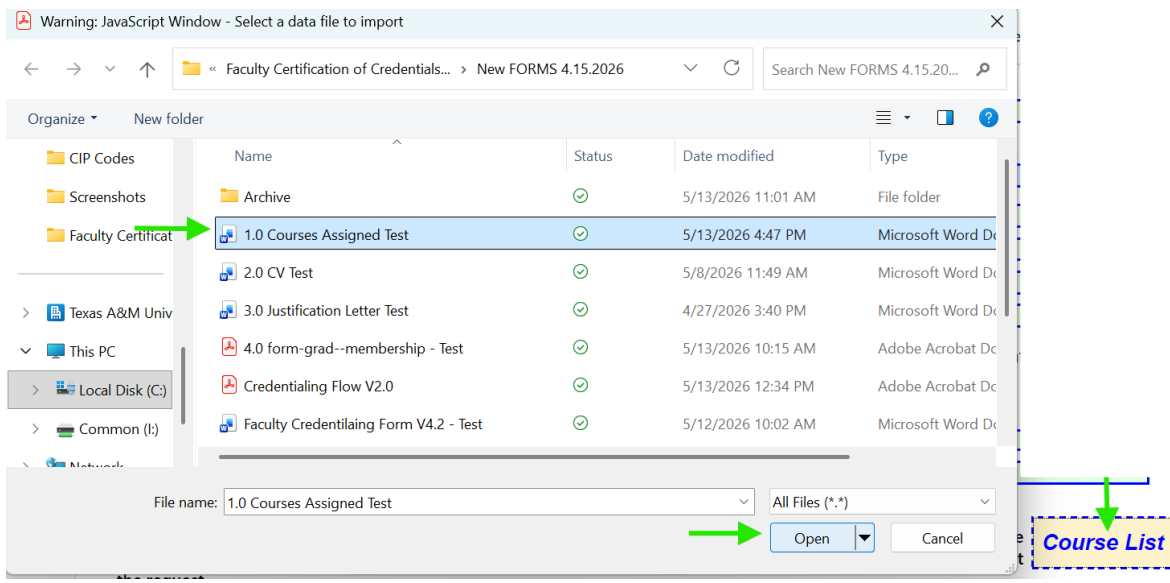 Warning: JavaScript Window - Select a data file to import
« Faculty Certification of Credentials... › New FORMS 4.15.2026
Search New FORMS 4.15.20...
Organize
New folder
Name Status Date modified Type
CIP Codes
Screenshots
Faculty Certificat
Texas A&M Univ
This PC
Local Disk (C:)
Common (I:)
Network
Archive 5/13/2026 11:01 AM File folder
1.0 Courses Assigned Test 5/13/2026 4:47 PM Microsoft Word Do
2.0 CV Test 5/8/2026 11:49 AM Microsoft Word Do
3.0 Justification Letter Test 4/27/2026 3:40 PM Microsoft Word Do
4.0 form-grad--membership - Test 5/13/2026 10:15 AM Adobe Acrobat Dc
Credentialing Flow V2.0 5/13/2026 12:34 PM Adobe Acrobat Dc
Faculty Credentilaing Form V4.2 - Test 5/12/2026 10:02 AM Microsoft Word Do
File name: 1.0 Courses Assigned Test All Files (*.*)
Open Cancel
Course List
the request